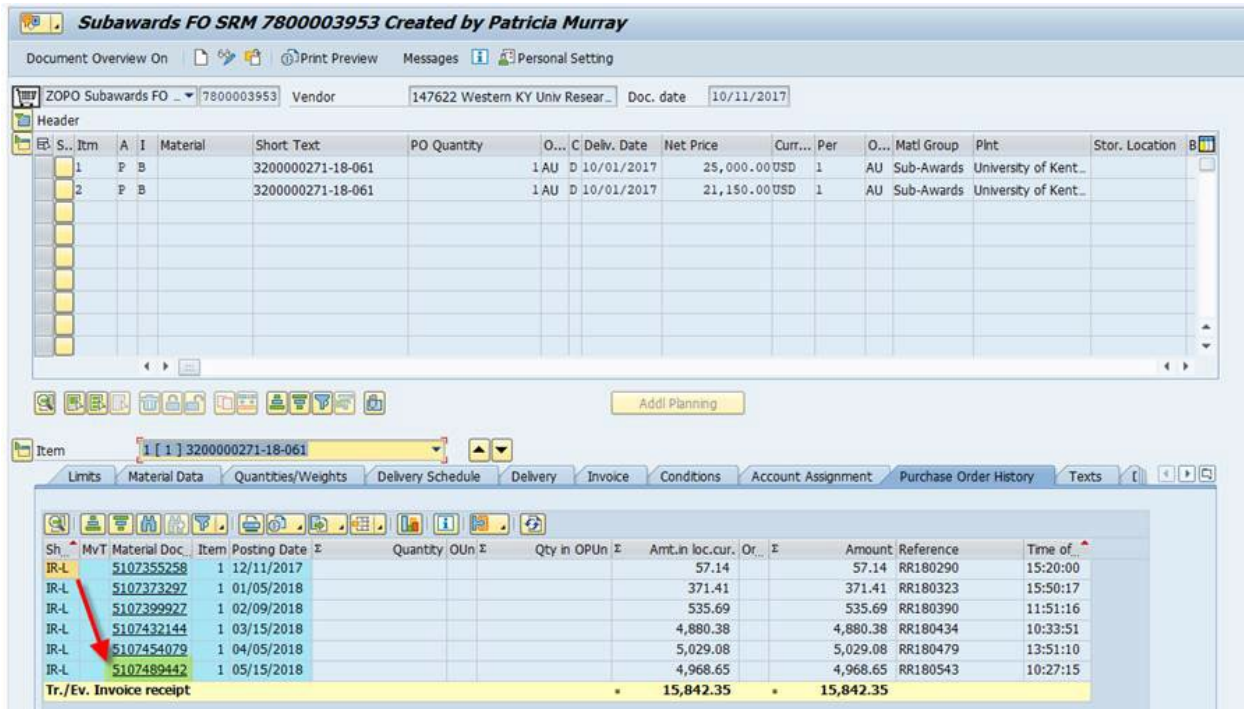 Subawards FO SRM 7800003953 Created by Patricia Murray
Document Overview On Print Preview Messages Personal Setting
ZOPO Subawards FO _ 7800003953 Vendor 147622 Western KY Univ Resear_ Doc. date 10/11/2017
Header
S.. Itm A I Material Short Text PO Quantity O... C Deliv. Date Net Price Curr... Per O... Matl Group Plnt Stor. Location B
1 P B 3200000271-18-061 1 AU D 10/01/2017 25,000.00 USD 1 AU Sub-Awards University of Kent_
2 P B 3200000271-18-061 1 AU D 10/01/2017 21,150.00 USD 1 AU Sub-Awards University of Kent_
Addl Planning
Item 1 [ 1 ] 3200000271-18-061
Limits Material Data Quantities/Weights Delivery Schedule Delivery Invoice Conditions Account Assignment Purchase Order History Texts
Sh_ MvT Material Doc_ Item Posting Date Σ Quantity OUn Σ Qty in OPUn Σ Amt.in loc.cur. Or_ Σ Amount Reference Time of_
IR-L 5107355258 1 12/11/2017 57.14 57.14 RR180290 15:20:00
IR-L 5107373297 1 01/05/2018 371.41 371.41 RR180323 15:50:17
IR-L 5107399927 1 02/09/2018 535.69 535.69 RR180390 11:51:16
IR-L 5107432144 1 03/15/2018 4,880.38 4,880.38 RR180434 10:33:51
IR-L 5107454079 1 04/05/2018 5,029.08 5,029.08 RR180479 13:51:10
IR-L 5107489442 1 05/15/2018 4,968.65 4,968.65 RR180543 10:27:15
Tr./Ev. Invoice receipt 15,842.35 15,842.35